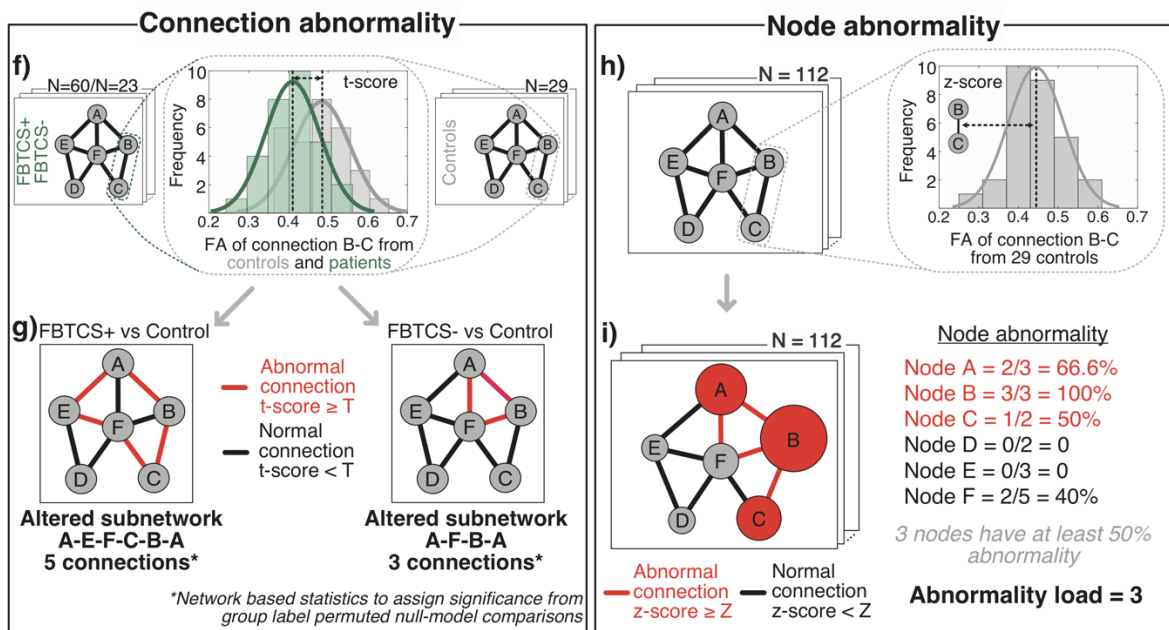 Connection abnormality
f)
N=60/N=23
FBTCS+
FBTCS-
A
E
B
F
D
C
Frequency
10
8
6
4
2
t-score
0.2 0.3 0.4 0.5 0.6 0.7
FA of connection B-C from
controls and patients
N=29
Controls
A
E
B
F
D
C
g)
FBTCS+ vs Control
A
E
B
F
D
C
Altered subnetwork
A-E-F-C-B-A
5 connections*
Abnormal
connection
t-score ≥ T
Normal
connection
t-score < T
FBTCS- vs Control
A
E
B
F
D
C
Altered subnetwork
A-F-B-A
3 connections*
*Network based statistics to assign significance from
group label permuted null-model comparisons
Node abnormality
h)
N = 112
A
E
B
F
D
C
Frequency
10
8
6
4
2
0
z-score
B
C
0.2 0.3 0.4 0.5 0.6 0.7
FA of connection B-C
from 29 controls
i)
N = 112
A
B
E
F
D
C
Abnormal
connection
z-score ≥ Z
Normal
connection
z-score < Z
Node abnormality
Node A = 2/3 = 66.6%
Node B = 3/3 = 100%
Node C = 1/2 = 50%
Node D = 0/2 = 0
Node E = 0/3 = 0
Node F = 2/5 = 40%
3 nodes have at least 50%
abnormality
Abnormality load = 3